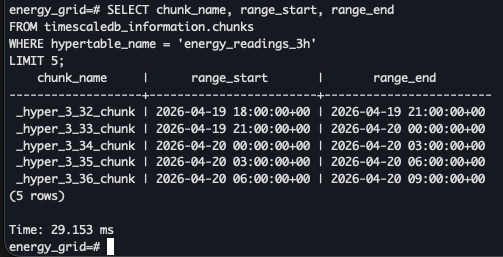 energy_grid=# SELECT chunk_name, range_start, range_end
FROM timescaledb_information.chunks
WHERE hypertable_name = 'energy_readings_3h'
LIMIT 5;
chunk_name | range_start | range_end
-------------------+------------------------+------------------------
_hyper_3_32_chunk | 2026-04-19 18:00:00+00 | 2026-04-19 21:00:00+00
_hyper_3_33_chunk | 2026-04-19 21:00:00+00 | 2026-04-20 00:00:00+00
_hyper_3_34_chunk | 2026-04-20 00:00:00+00 | 2026-04-20 03:00:00+00
_hyper_3_35_chunk | 2026-04-20 03:00:00+00 | 2026-04-20 06:00:00+00
_hyper_3_36_chunk | 2026-04-20 06:00:00+00 | 2026-04-20 09:00:00+00
(5 rows)
Time: 29.153 ms
energy_grid=#